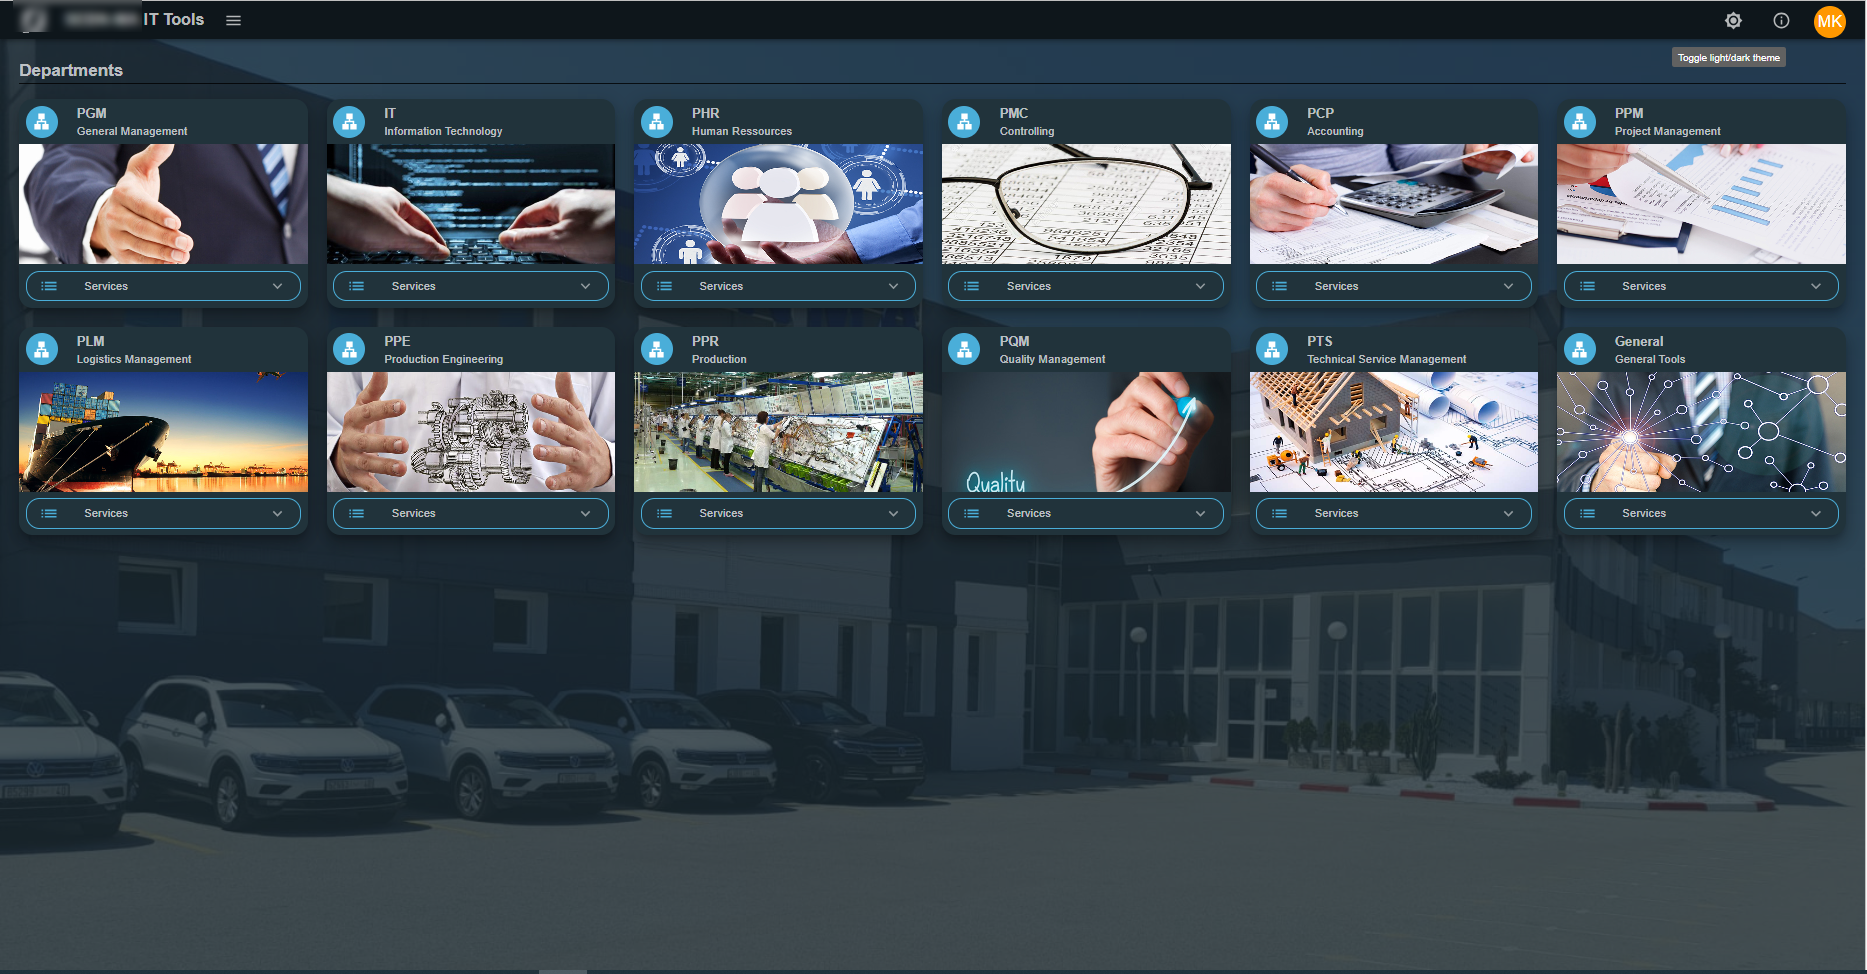 IT Tools
MK
Toggle light/dark theme
Departments
PGM
General Management
IT
Information Technology
PHR
Human Ressources
PMC
Controlling
PCP
Accounting
PPM
Project Management
Services
Services
Services
Services
Services
Services
PLM
Logistics Management
PPE
Production Engineering
PPR
Production
PQM
Quality Management
PTS
Technical Service Management
General
General Tools
Quality
Services
Services
Services
Services
Services
Services